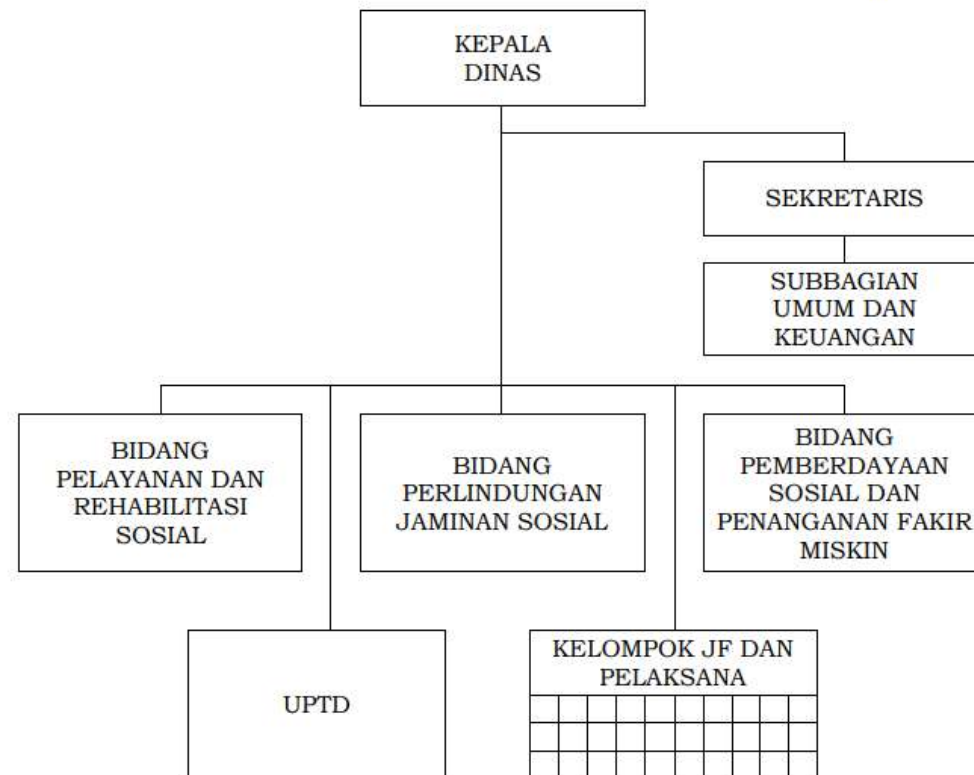 KEPALA
DINAS
SEKRETARIS
SUBBAGIAN
UMUM DAN
KEUANGAN
BIDANG
PELAYANAN DAN
REHABILITASI
SOSIAL
BIDANG
PERLINDUNGAN
JAMINAN SOSIAL
BIDANG
PEMBERDAYAAN
SOSIAL DAN
PENANGANAN FAKIR
MISKIN
UPTD
KELOMPOK JF DAN
PELAKSANA